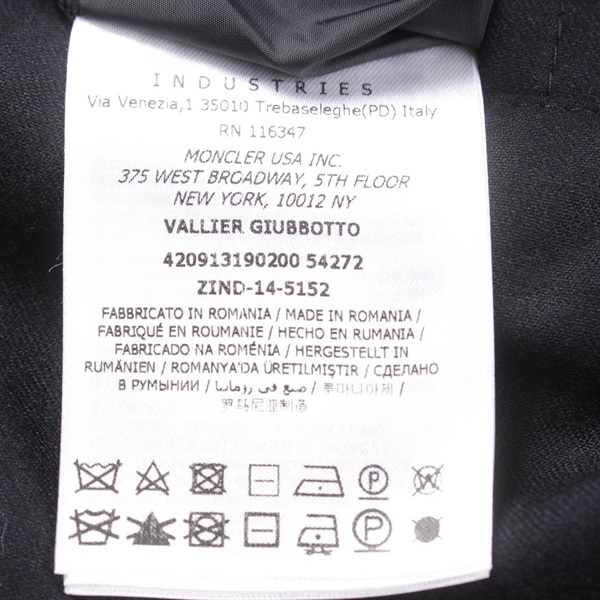 INDUSTRIES
Via Venezia,1 35010 Trebaseleghe(PD) Italy
RN 116347
MONCLER USA INC.
375 WEST BROADWAY, 5TH FLOOR
NEW YORK, 10012 NY
VALLIER GIUBBOTTO
420913190200 54272
ZIND-14-5152
FABBRICATO IN ROMANIA / MADE IN ROMANIA /
FABRIQUÉ EN ROUMANIE / HECHO EN RUMANIA /
FABRICADO NA ROMÉNIA / HERGESTELLT IN
RUMÄNIEN / ROMANYA'DA ÜRETILMIŞTIR / СДЕЛАНО
В РУМЫНИИ / صنع في رومانيا / 루마니아제 /
罗马尼亚制造
P W
P